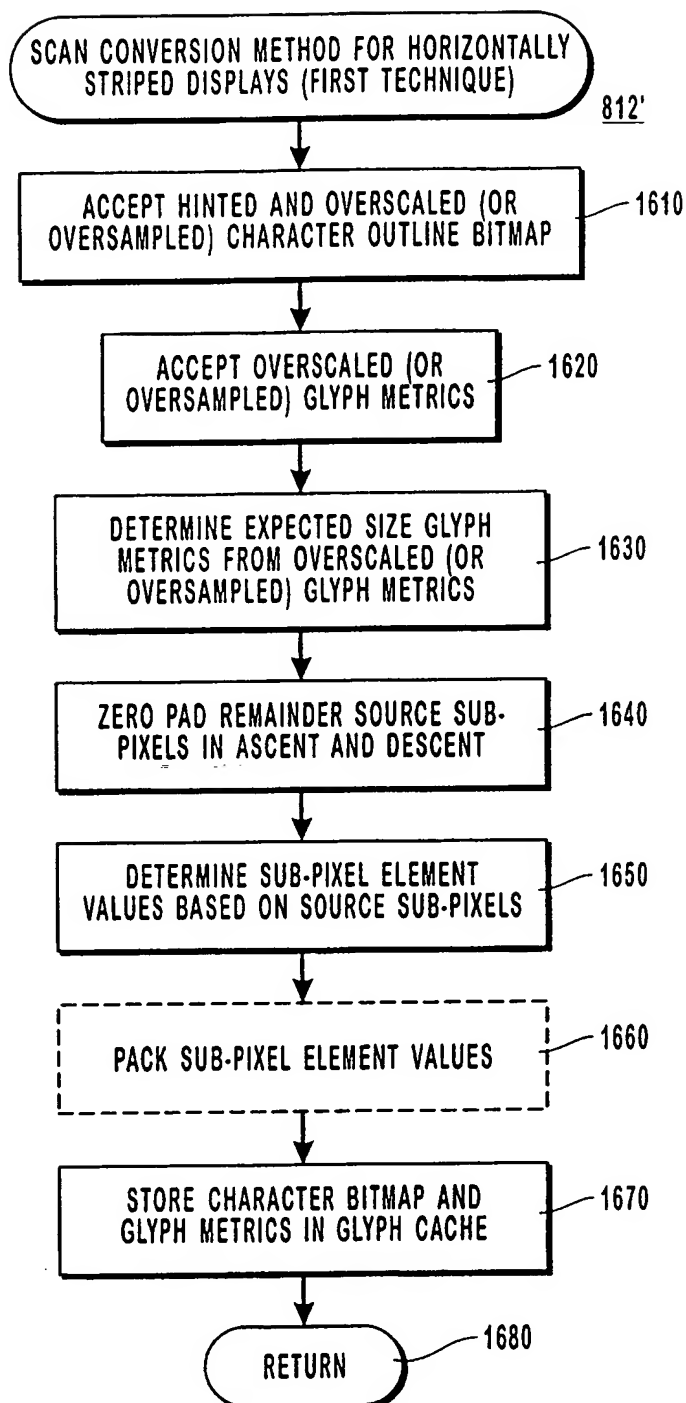 SCAN CONVERSION METHOD FOR HORIZONTALLY
STRIPED DISPLAYS (FIRST TECHNIQUE)
812'
ACCEPT HINTED AND OVERSCALED (OR
OVERSAMPLED) CHARACTER OUTLINE BITMAP
1610
ACCEPT OVERSCALED (OR
OVERSAMPLED) GLYPH METRICS
1620
DETERMINE EXPECTED SIZE GLYPH
METRICS FROM OVERSCALED (OR
OVERSAMPLED) GLYPH METRICS
1630
ZERO PAD REMAINDER SOURCE SUB-
PIXELS IN ASCENT AND DESCENT
1640
DETERMINE SUB-PIXEL ELEMENT
VALUES BASED ON SOURCE SUB-PIXELS
1650
PACK SUB-PIXEL ELEMENT VALUES
1660
STORE CHARACTER BITMAP AND
GLYPH METRICS IN GLYPH CACHE
1670
RETURN
1680